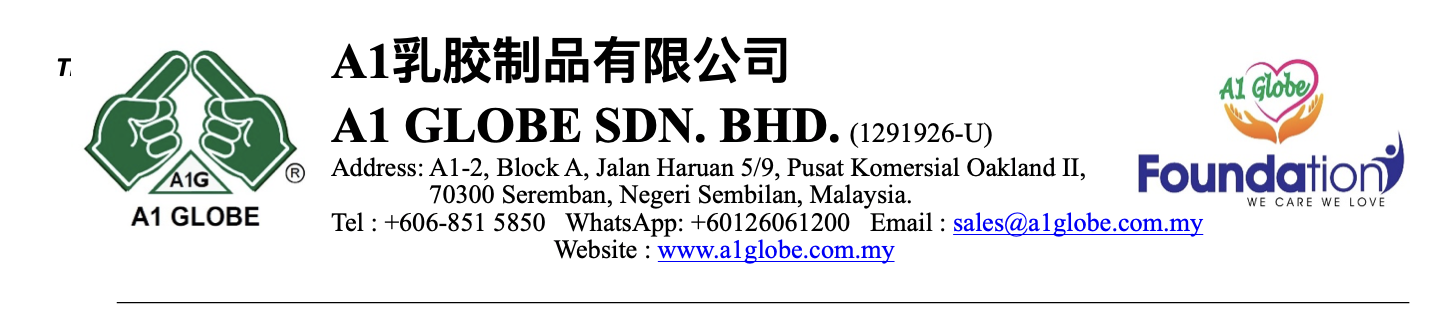 A1乳胶制品有限公司
A1 GLOBE SDN. BHD. (1291926-U)
Address: A1-2, Block A, Jalan Haruan 5/9, Pusat Komersial Oakland II,
70300 Seremban, Negeri Sembilan, Malaysia.
Tel : +606-851 5850 WhatsApp: +60126061200 Email : sales@a1globe.com.my
Website : www.a1globe.com.my
A1G
®
A1 GLOBE
A1 Globe
Foundation
WE CARE WE LOVE